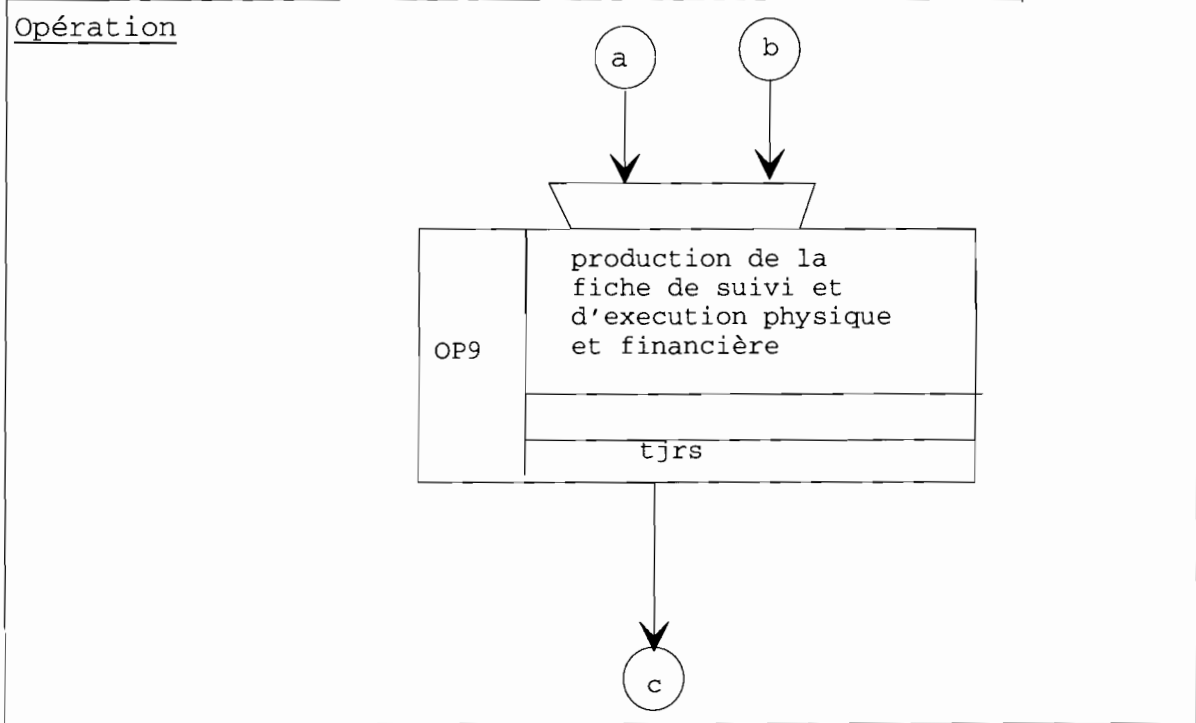 Opération
a
b
production de la
fiche de suivi et
d'execution physique
et financière
OP9
tjrs
c